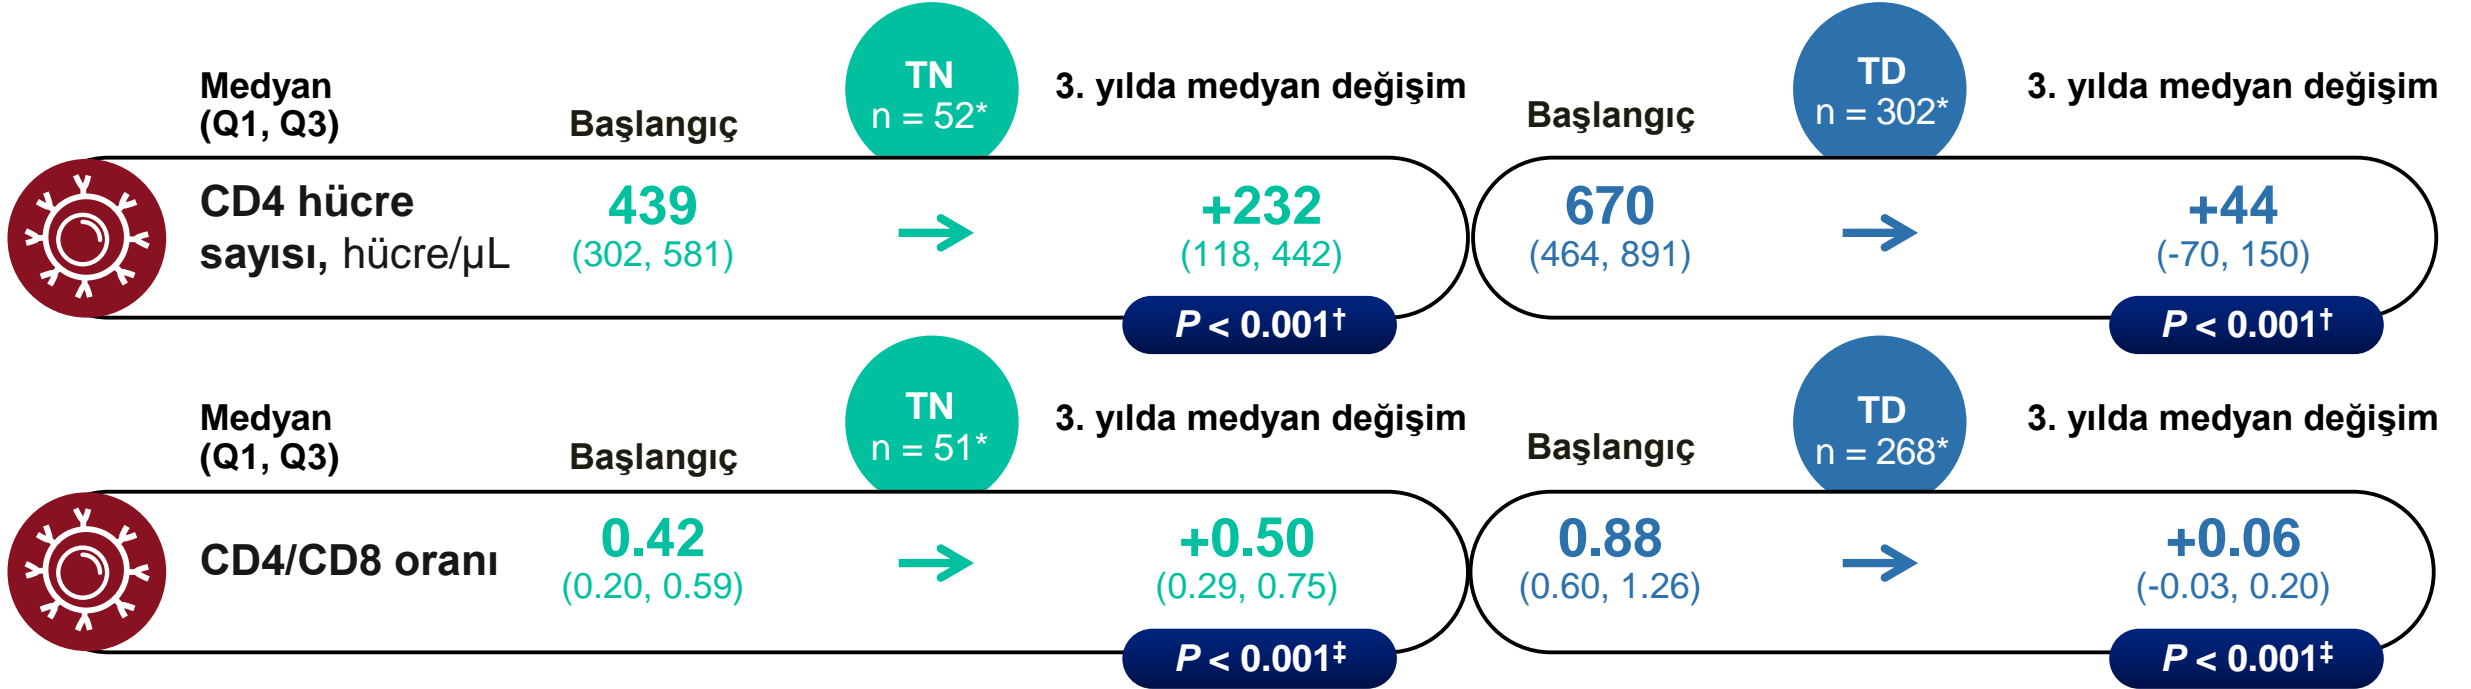 Medyan
(Q1, Q3)
Başlangıç
TN
n = 52*
3. yılda medyan değişim
Başlangıç
TD
n = 302*
3. yılda medyan değişim
CD4 hücre
sayısı, hücre/µL
439
(302, 581)
+232
(118, 442)
P < 0.001†
670
(464, 891)
+44
(-70, 150)
P < 0.001†
Medyan
(Q1, Q3)
Başlangıç
TN
n = 51*
3. yılda medyan değişim
Başlangıç
TD
n = 268*
3. yılda medyan değişim
CD4/CD8 oranı
0.42
(0.20, 0.59)
+0.50
(0.29, 0.75)
P < 0.001‡
0.88
(0.60, 1.26)
+0.06
(-0.03, 0.20)
P < 0.001‡